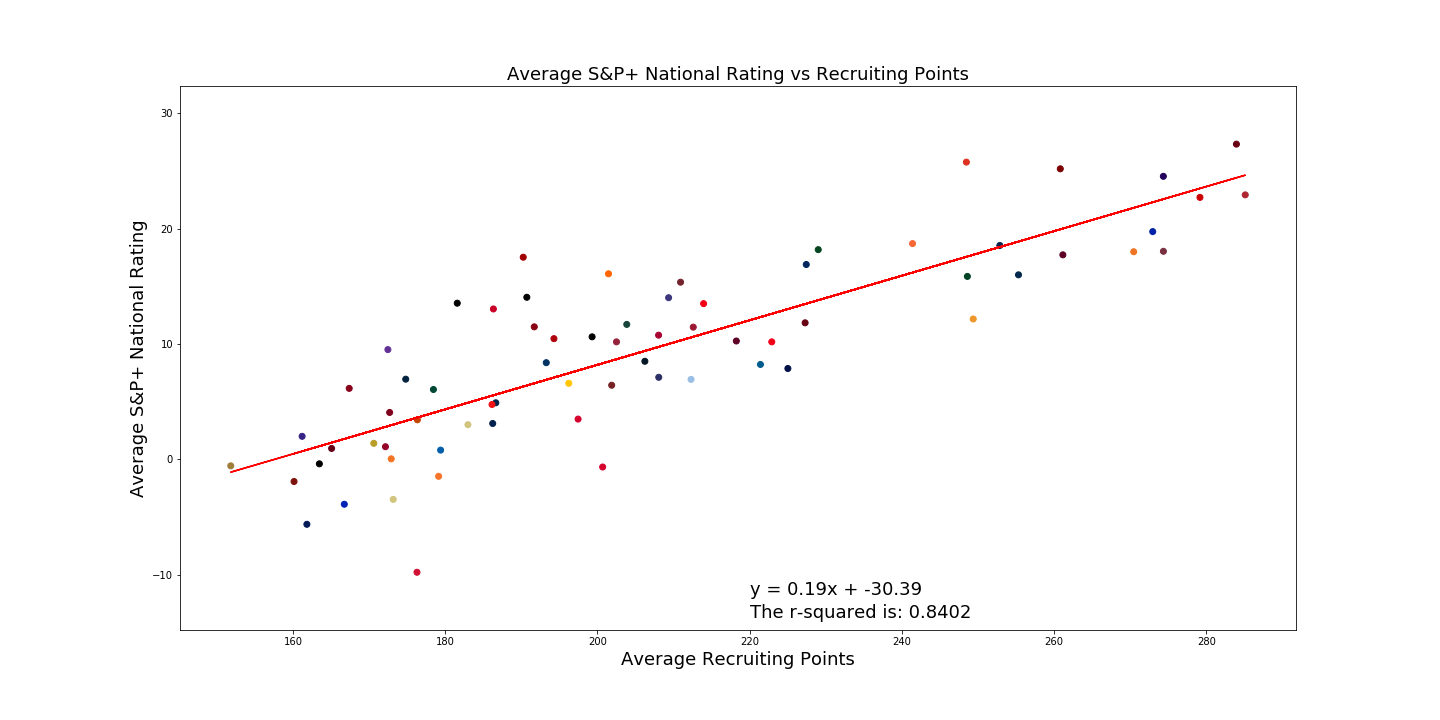 Average S&P+ National Rating vs Recruiting Points
30
20
10
0
−10
Average S&P+ National Rating
y = 0.19x + -30.39
The r-squared is: 0.8402
160 180 200 220 240 260 280
Average Recruiting Points